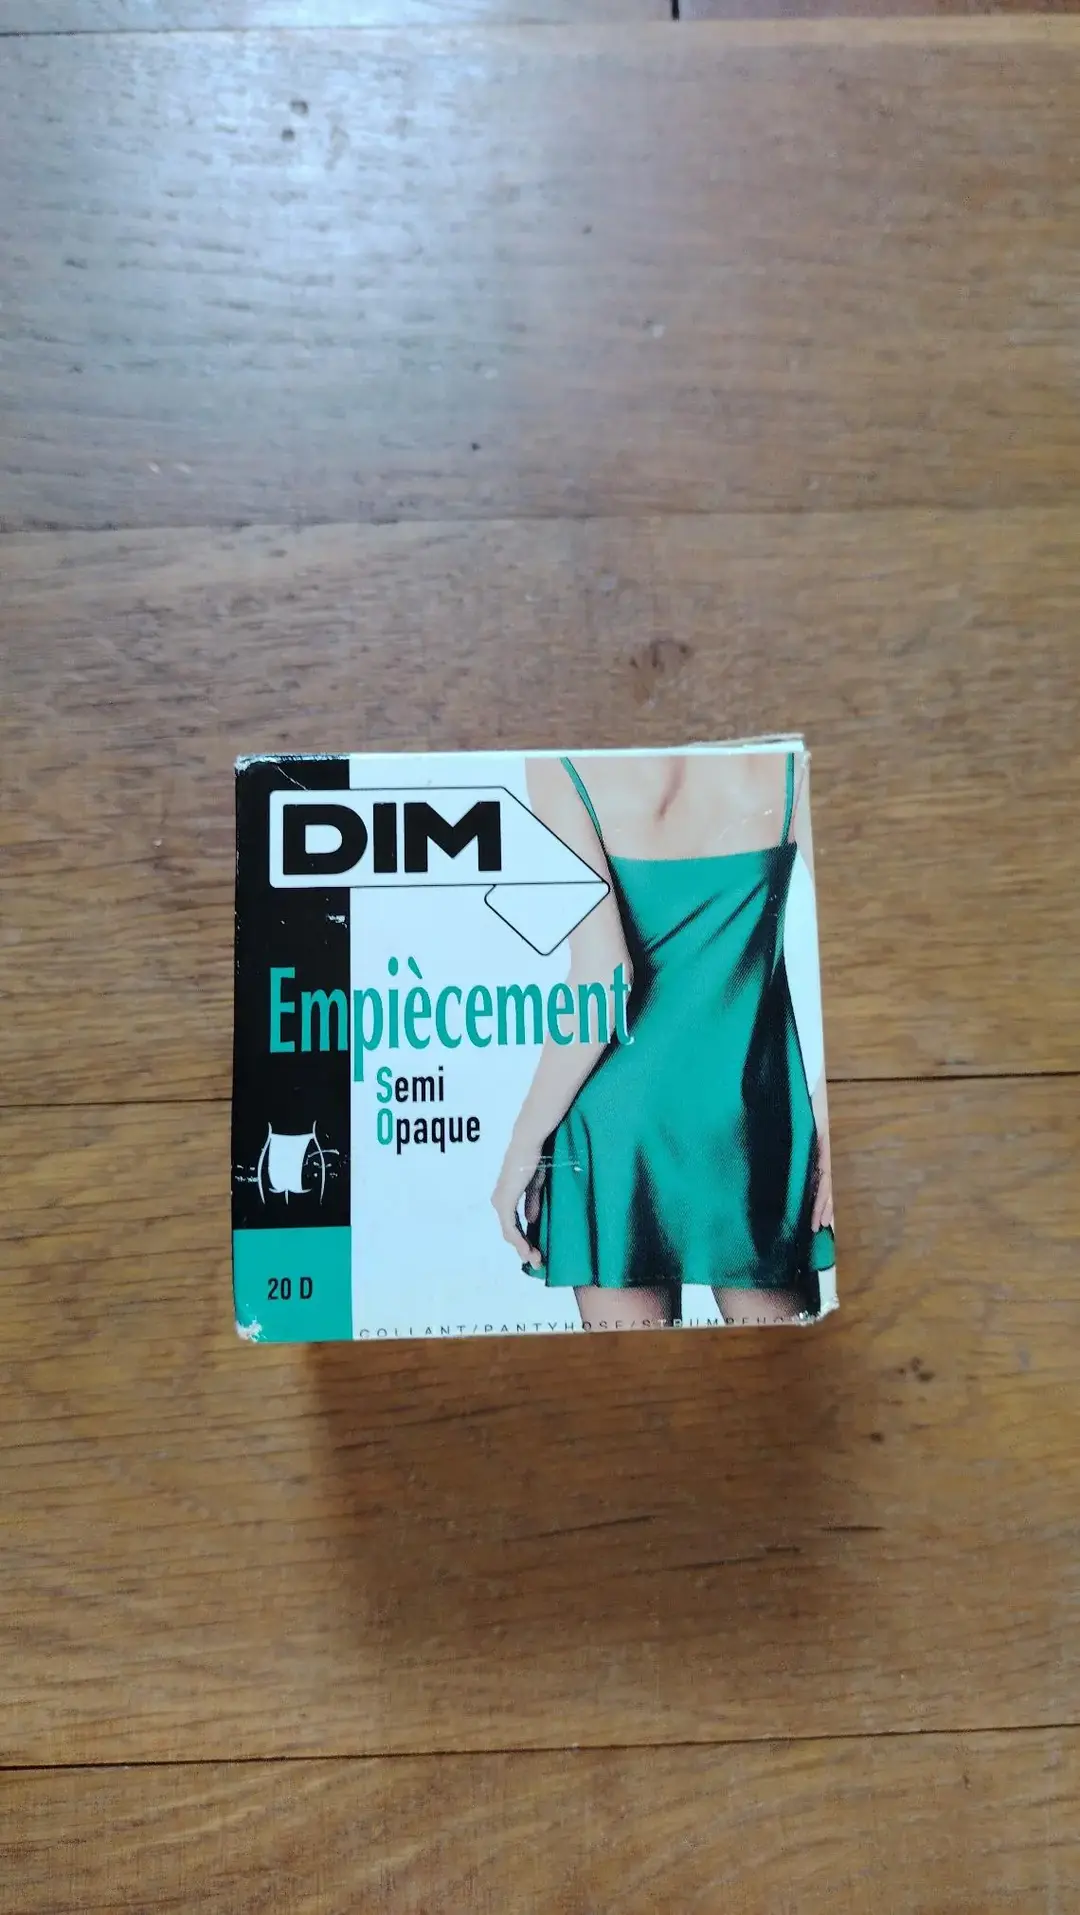 DIM
Empiècement
Semi
Opaque
20 D
COLLANT/PANTYHOSE/